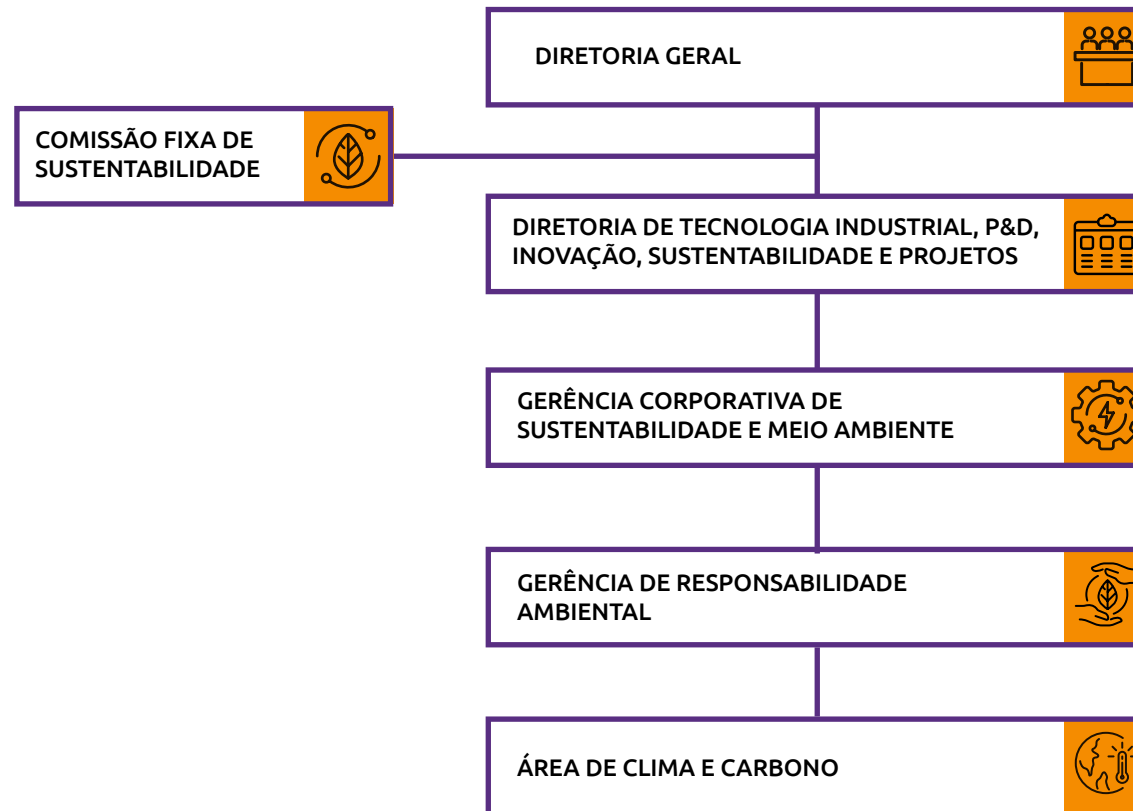 DIRETORIA GERAL
COMISSÃO FIXA DE
SUSTENTABILIDADE
DIRETORIA DE TECNOLOGIA INDUSTRIAL, P&D,
INOVAÇÃO, SUSTENTABILIDADE E PROJETOS
GERÊNCIA CORPORATIVA DE
SUSTENTABILIDADE E MEIO AMBIENTE
GERÊNCIA DE RESPONSABILIDADE
AMBIENTAL
ÁREA DE CLIMA E CARBONO